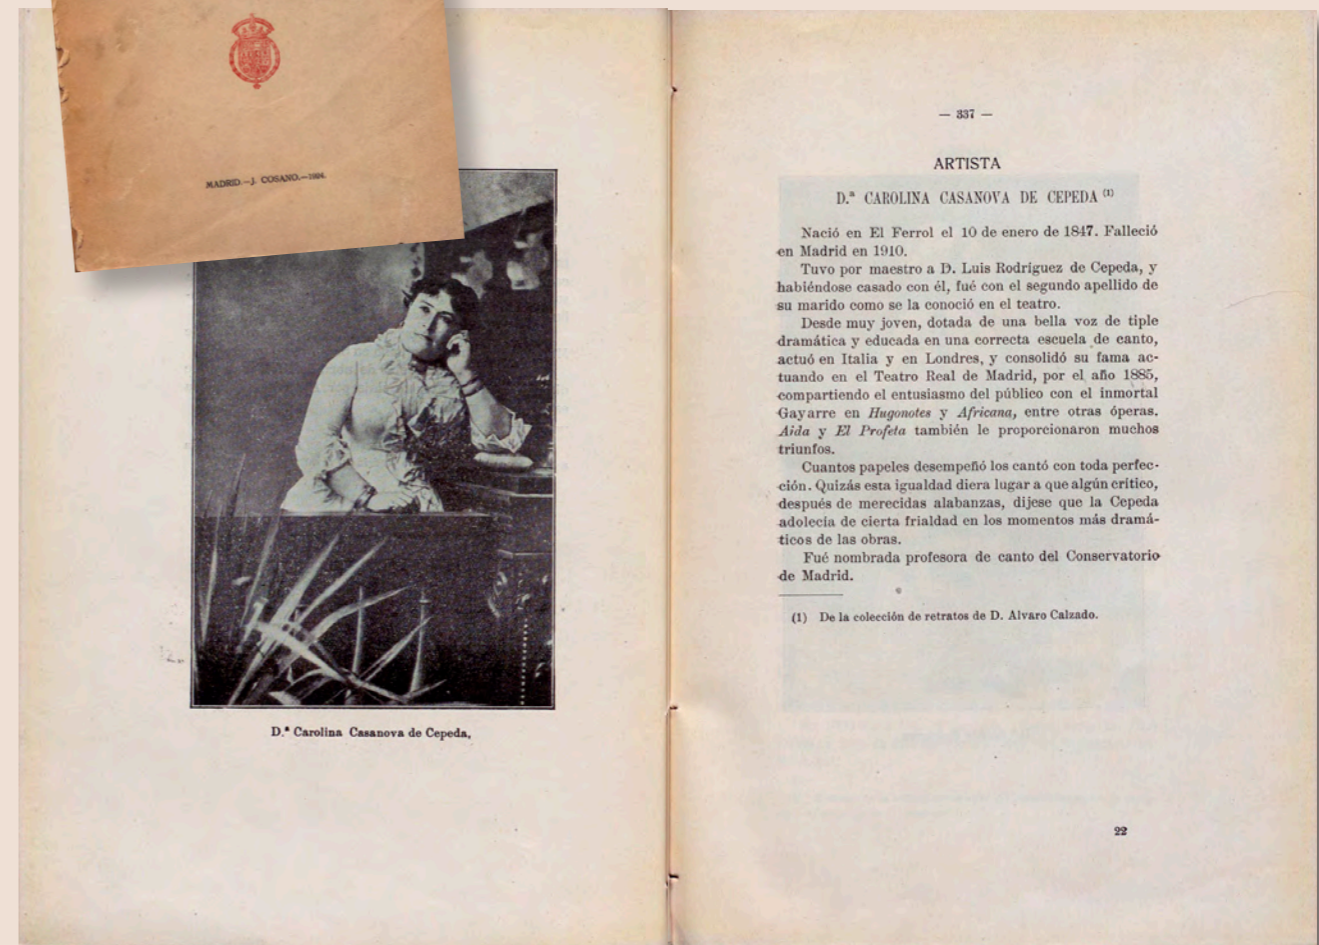 MADRID.—J. COSANO.—1924.
D.ª Carolina Casanova de Cepeda,
— 337 —
ARTISTA
D.ª CAROLINA CASANOVA DE CEPEDA (1)
Nació en El Ferrol el 10 de enero de 1847. Falleció
en Madrid en 1910.
Tuvo por maestro a D. Luis Rodríguez de Cepeda, y
habiéndose casado con él, fué con el segundo apellido de
su marido como se la conoció en el teatro.
Desde muy joven, dotada de una bella voz de tiple
dramática y educada en una correcta escuela de canto,
actuó en Italia y en Londres, y consolidó su fama ac-
tuando en el Teatro Real de Madrid, por el año 1885,
compartiendo el entusiasmo del público con el inmortal
Gayarre en Hugonotes y Africana, entre otras óperas.
Aida y El Profeta también le proporcionaron muchos
triunfos.
Cuantos papeles desempeñó los cantó con toda perfec-
ción. Quizás esta igualdad diera lugar a que algún crítico,
después de merecidas alabanzas, dijese que la Cepeda
adolecía de cierta frialdad en los momentos más dramá-
ticos de las obras.
Fué nombrada profesora de canto del Conservatorio
de Madrid.
(1) De la colección de retratos de D. Alvaro Calzado.
22